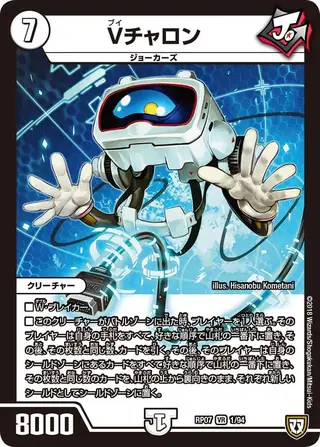 7
ブイ
Vチャロン
ジョーカーズ
J
illus. Hisanobu Kometani
クリーチャー
■W・ブレイカー
■このクリーチャーがバトルゾーンに出た時、プレイヤーを1人選ぶ。その
プレイヤーは自身の手札をすべて、好きな順序で山札の一番下に置き、そ
の後、その枚数と同じ数、カードを引く。その後、そのプレイヤーは自身の
シールドゾーンにあるカードをすべて好きな順序で山札の一番下に置き、
その枚数と同じ数のカードを、山札の上から裏向きのまま、それぞれ新しい
シールドとしてシールドゾーンに置く。
8000
RP07 VR 1/94
©2018 Wizards/Shogakukan/Mitsui-Kids